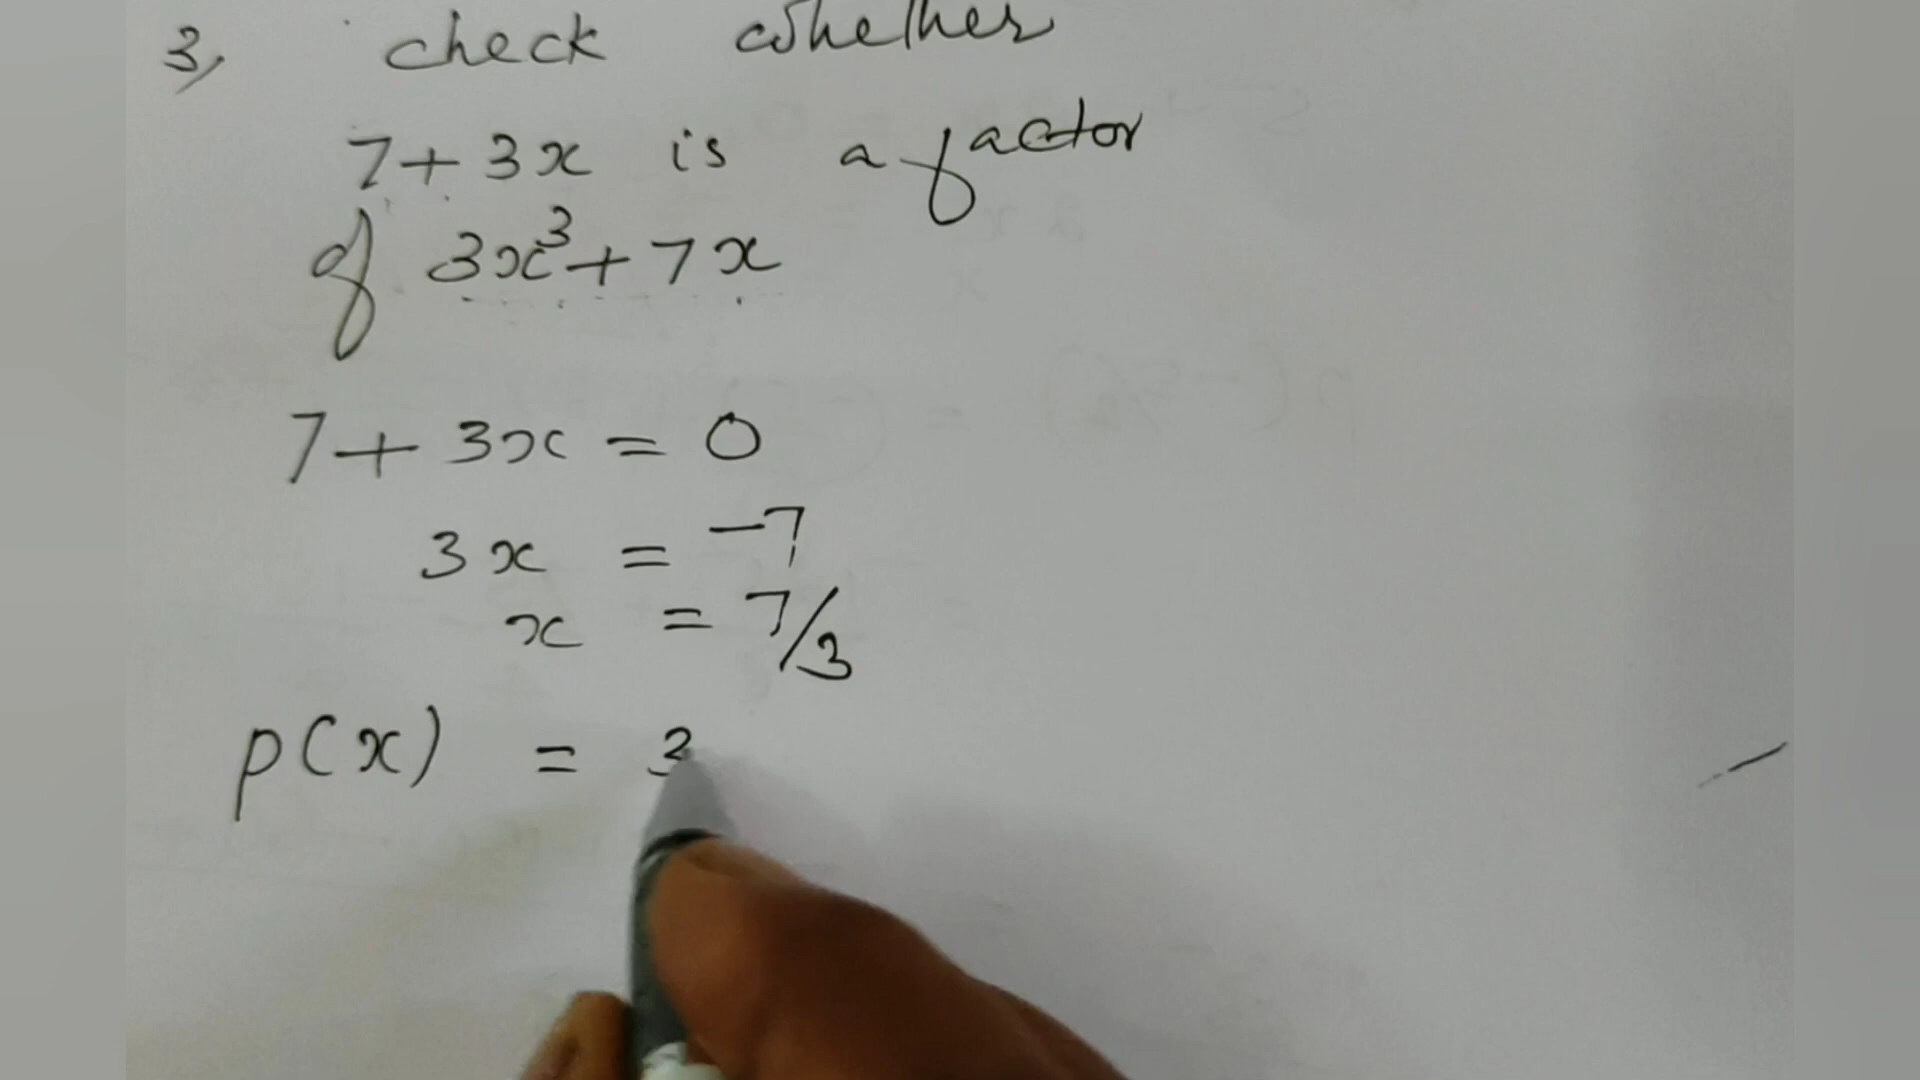 3, check whether
7+3x is a factor
of 3x³+7x
7+3x=0
3x = -7
x = 7/3
p(x) = 3